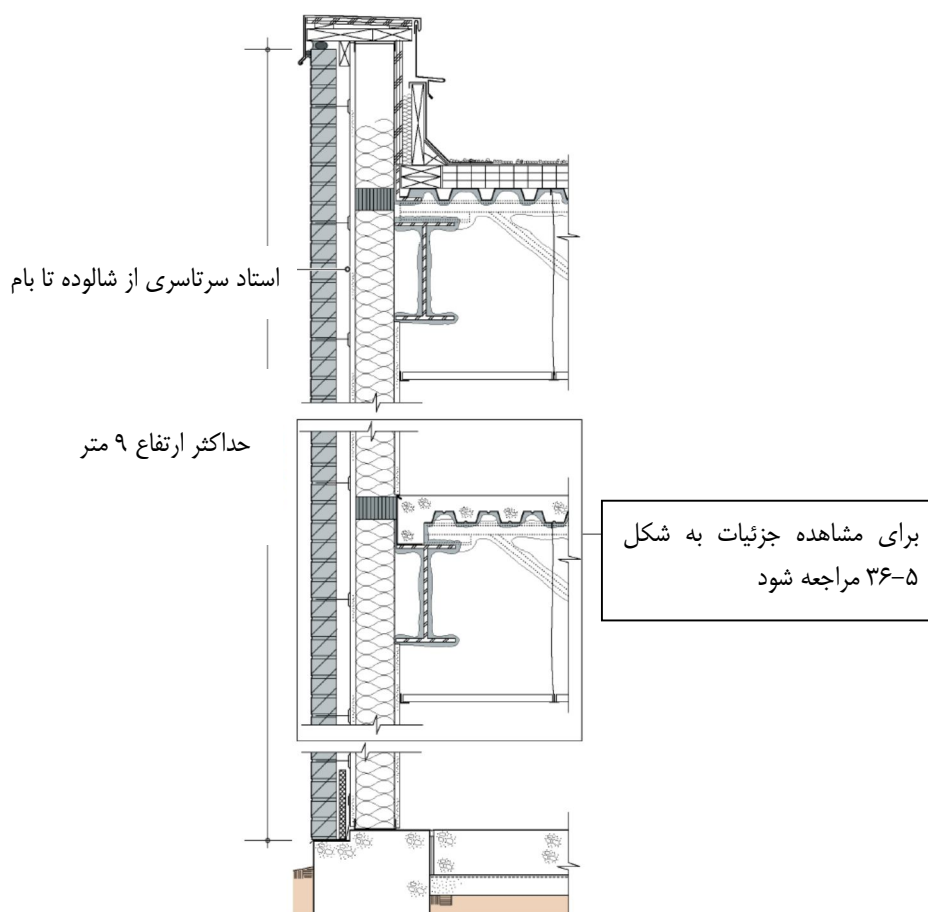 استاد سرتاسری از شالوده تا بام
حداکثر ارتفاع ۹ متر
برای مشاهده جزئیات به شکل
۳۶-۵ مراجعه شود